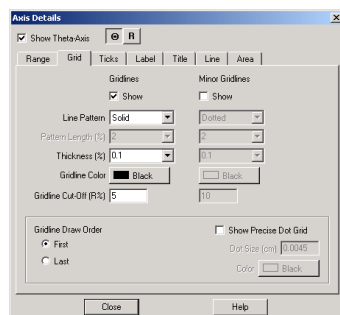 Axis Details
Show Theta-Axis Θ R
Range Grid Ticks Label Title Line Area
Gridlines Minor Gridlines
Show Show
Line Pattern Solid Dotted
Pattern Length (%) 2 2
Thickness (%) 0.1 0.1
Gridline Color Black Black
Gridline Cut-Off (R%) 5 10
Gridline Draw Order Show Precise Dot Grid
First Dot Size (cm) 0.0045
Last Color Black
Close Help